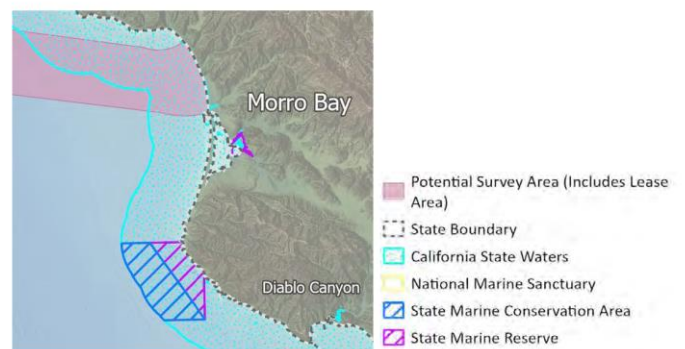 Morro Bay
Diablo Canyon
Potential Survey Area (Includes Lease
Area)
State Boundary
California State Waters
National Marine Sanctuary
State Marine Conservation Area
State Marine Reserve